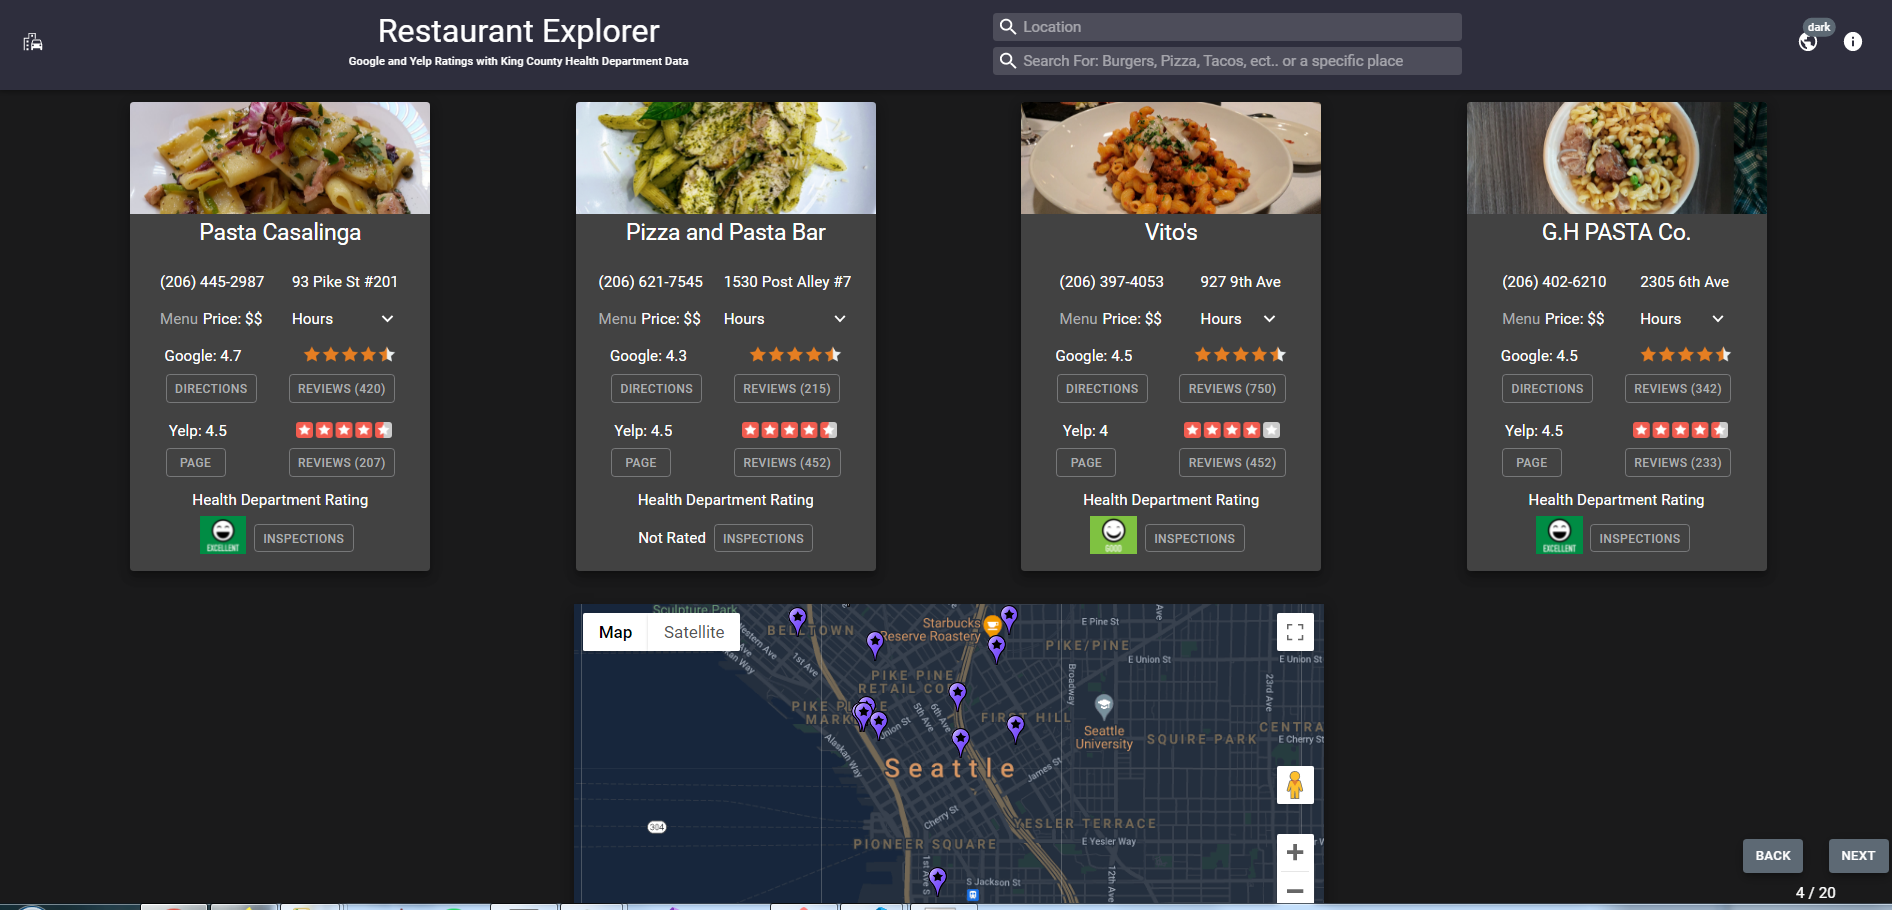 Restaurant Explorer
Google and Yelp Ratings with King County Health Department Data
Location
Search For: Burgers, Pizza, Tacos, ect.. or a specific place
dark
Pasta Casalinga
(206) 445-2987 93 Pike St #201
Menu Price: $$ Hours
Google: 4.7
DIRECTIONS REVIEWS (420)
Yelp: 4.5
PAGE REVIEWS (207)
Health Department Rating
EXCELLENT INSPECTIONS
Pizza and Pasta Bar
(206) 621-7545 1530 Post Alley #7
Menu Price: $$ Hours
Google: 4.3
DIRECTIONS REVIEWS (215)
Yelp: 4.5
PAGE REVIEWS (452)
Health Department Rating
Not Rated INSPECTIONS
Vito's
(206) 397-4053 927 9th Ave
Menu Price: $$ Hours
Google: 4.5
DIRECTIONS REVIEWS (750)
Yelp: 4
PAGE REVIEWS (452)
Health Department Rating
GOOD INSPECTIONS
G.H PASTA Co.
(206) 402-6210 2305 6th Ave
Menu Price: $$ Hours
Google: 4.5
DIRECTIONS REVIEWS (342)
Yelp: 4.5
PAGE REVIEWS (233)
Health Department Rating
EXCELLENT INSPECTIONS
Map Satellite
Sculpture Park
BELLTOWN
Western Ave
1st Ave
Starbucks
Reserve Roastery
E Pine St
PIKE/PINE
E Union St
E Union St
Ave
Broadway
23rd Ave
PIKE PINE
RETAIL
5th Ave
6th Ave
Union St
Alaskan Way
FIRST HILL
Seattle
University
SQUIRE PARK
E Cherry St
Seattle
James St
Cherry St
304
YESLER TERRACE
E Yesler Way
PIONEER SQUARE
1st Ave S
S Jackson St
12th Ave
BACK NEXT
4 / 20